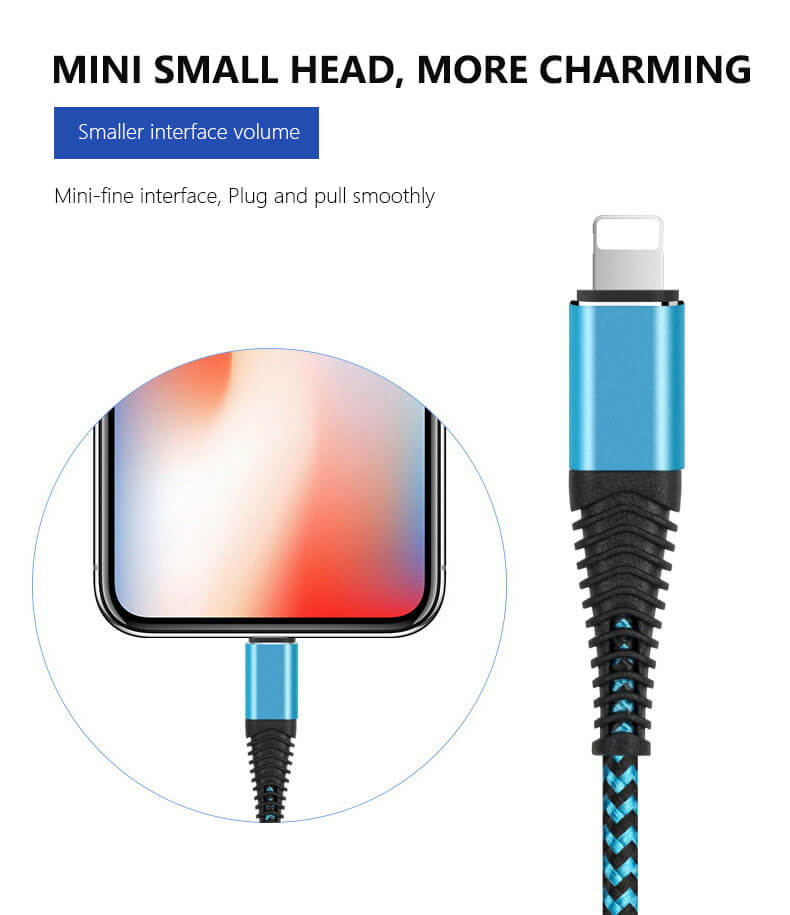 MINI SMALL HEAD, MORE CHARMING
Smaller interface volume
Mini-fine interface, Plug and pull smoothly